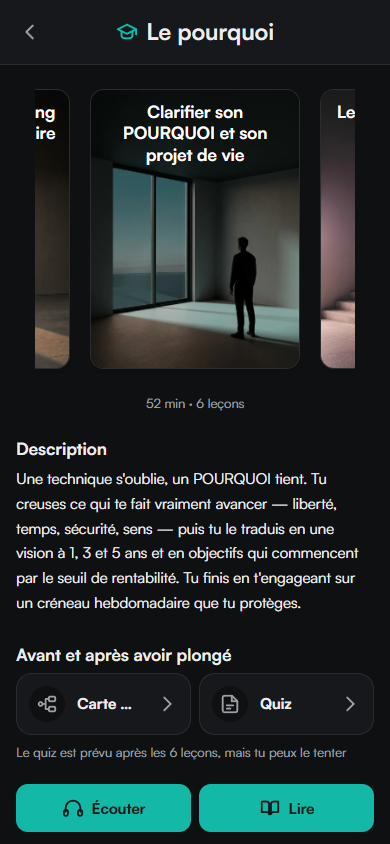 Le pourquoi
ng
ire
Clarifier son
POURQUOI et son
projet de vie
Le
52 min · 6 leçons
Description
Une technique s'oublie, un POURQUOI tient. Tu
creuses ce qui te fait vraiment avancer — liberté,
temps, sécurité, sens — puis tu le traduis en une
vision à 1, 3 et 5 ans et en objectifs qui commencent
par le seuil de rentabilité. Tu finis en t'engageant sur
un créneau hebdomadaire que tu protèges.
Avant et après avoir plongé
Carte ...
Quiz
Le quiz est prévu après les 6 leçons, mais tu peux le tenter
Écouter
Lire